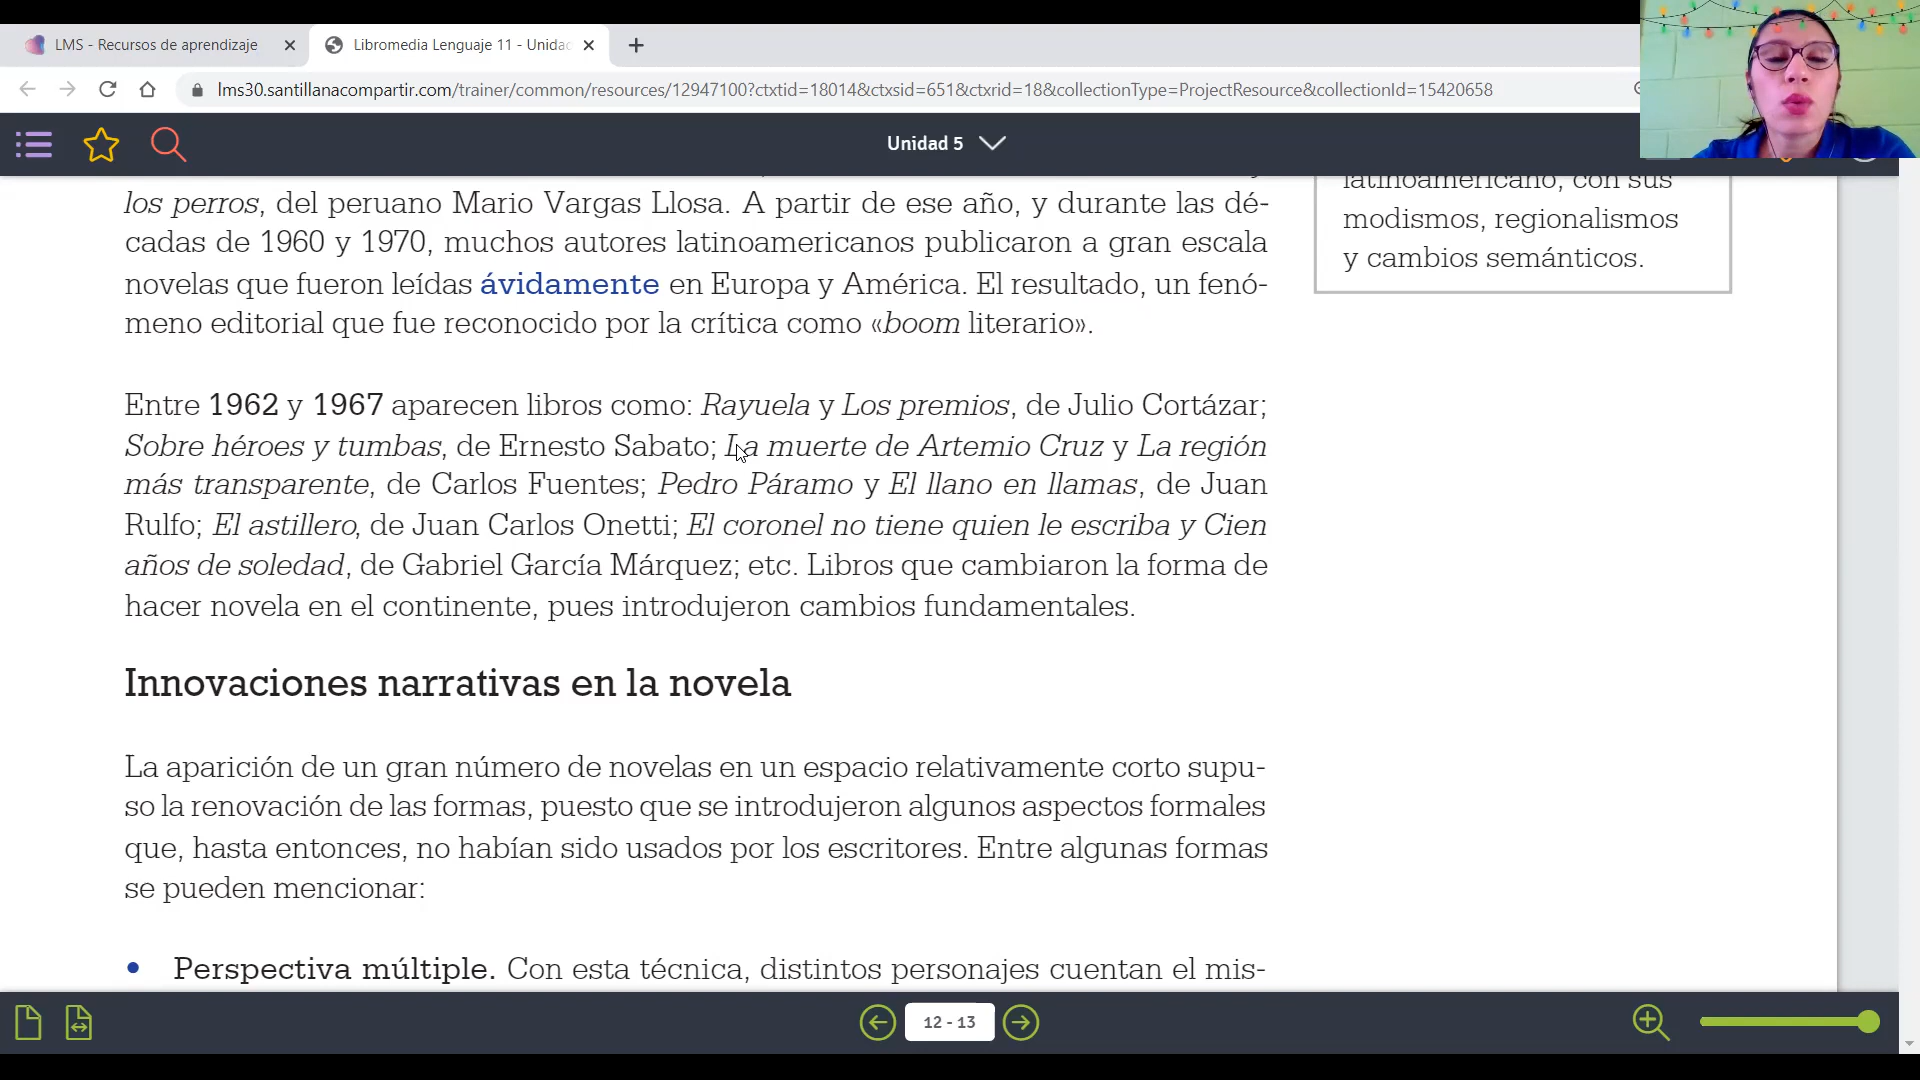 LMS - Recursos de aprendizaje
Libromedia Lenguaje 11 - Unidad
lms30.santillanacompartir.com/trainer/common/resources/12947100?ctxtid=18014&ctxsid=651&ctxrid=18&collectionType=ProjectResource&collectionId=15420658
Unidad 5
los perros, del peruano Mario Vargas Llosa. A partir de ese año, y durante las dé-
cadas de 1960 y 1970, muchos autores latinoamericanos publicaron a gran escala
novelas que fueron leídas ávidamente en Europa y América. El resultado, un fenó-
meno editorial que fue reconocido por la crítica como «boom literario».
latinoamericano, con sus
modismos, regionalismos
y cambios semánticos.
Entre 1962 y 1967 aparecen libros como: Rayuela y Los premios, de Julio Cortázar;
Sobre héroes y tumbas, de Ernesto Sabato; La muerte de Artemio Cruz y La región
más transparente, de Carlos Fuentes; Pedro Páramo y El llano en llamas, de Juan
Rulfo; El astillero, de Juan Carlos Onetti; El coronel no tiene quien le escriba y Cien
años de soledad, de Gabriel García Márquez; etc. Libros que cambiaron la forma de
hacer novela en el continente, pues introdujeron cambios fundamentales.
Innovaciones narrativas en la novela
La aparición de un gran número de novelas en un espacio relativamente corto supu-
so la renovación de las formas, puesto que se introdujeron algunos aspectos formales
que, hasta entonces, no habían sido usados por los escritores. Entre algunas formas
se pueden mencionar:
• Perspectiva múltiple. Con esta técnica, distintos personajes cuentan el mis-
12 - 13